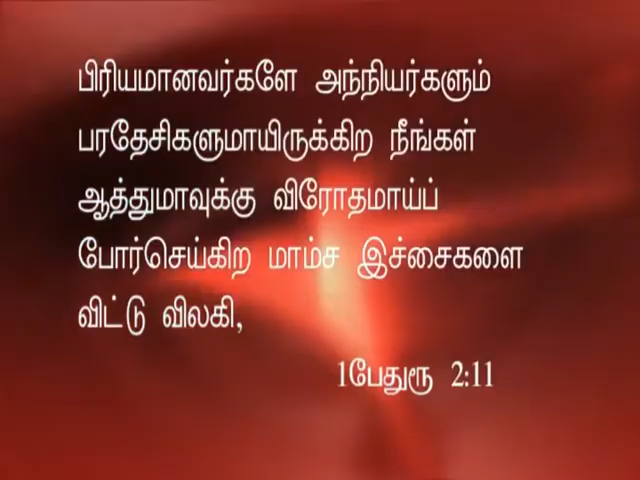 பிரியமானவர்களே அந்நியர்களும்
பரதேசிகளுமாயிருக்கிற நீங்கள்
ஆத்துமாவுக்கு விரோதமாய்ப்
போர்செய்கிற மாம்ச இச்சைகளை
விட்டு விலகி,
1பேதுரு 2:11